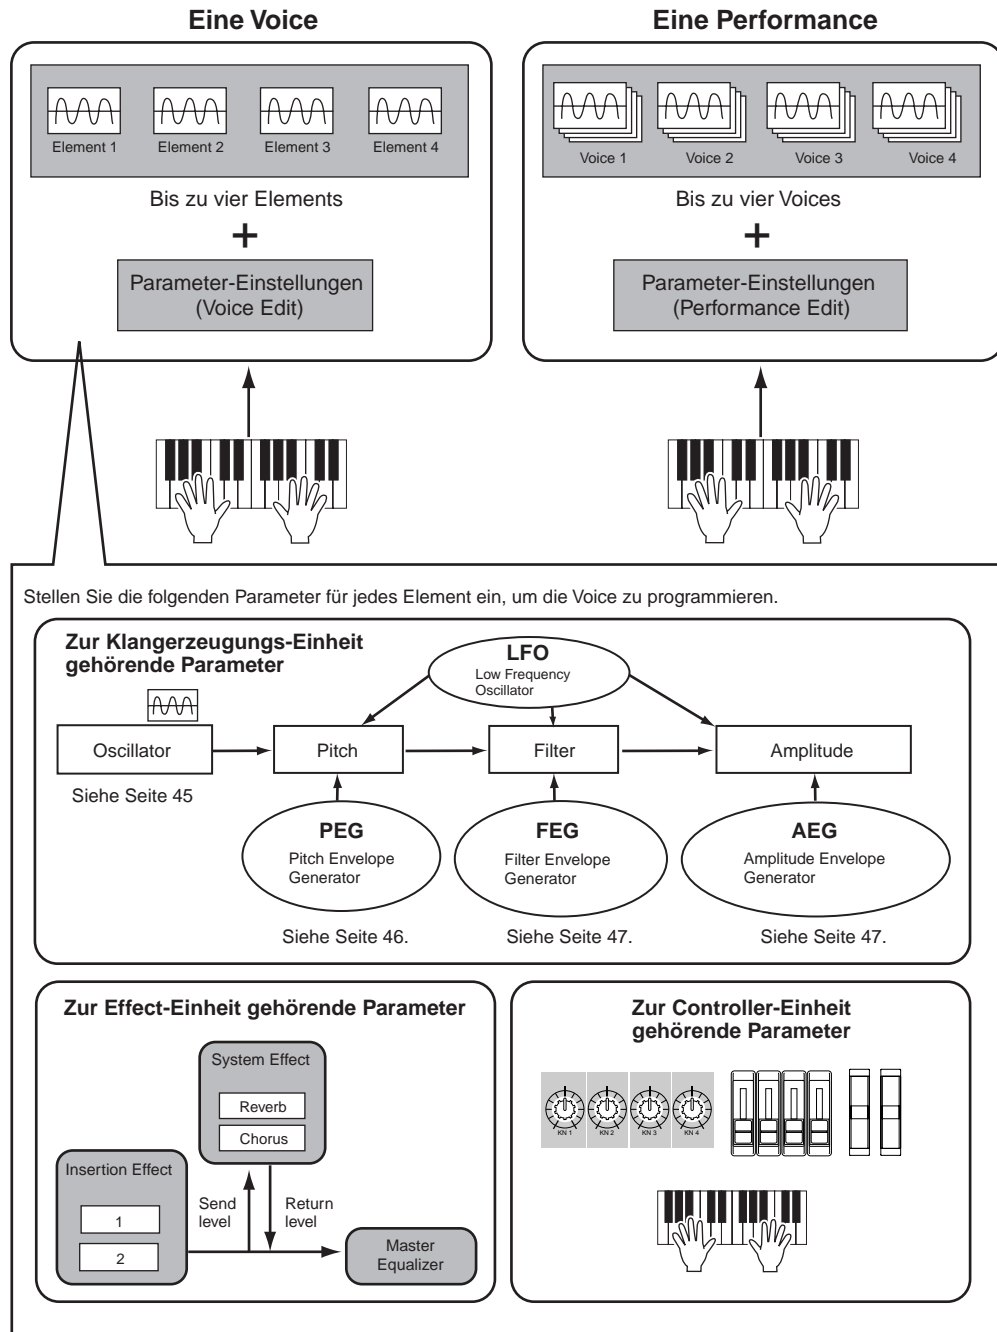 Eine Voice
Element 1 Element 2 Element 3 Element 4
Bis zu vier Elements
+
Parameter-Einstellungen
(Voice Edit)
Eine Performance
Voice 1 Voice 2 Voice 3 Voice 4
Bis zu vier Voices
+
Parameter-Einstellungen
(Performance Edit)
Stellen Sie die folgenden Parameter für jedes Element ein, um die Voice zu programmieren.
Zur Klangerzeugungs-Einheit
gehörende Parameter
LFO
Low Frequency
Oscillator
Oscillator
Pitch
Filter
Amplitude
Siehe Seite 45
PEG
Pitch Envelope
Generator
FEG
Filter Envelope
Generator
AEG
Amplitude Envelope
Generator
Siehe Seite 46.
Siehe Seite 47.
Siehe Seite 47.
Zur Effect-Einheit gehörende Parameter
System Effect
Reverb
Chorus
Insertion Effect
1
2
Send
level
Return
level
Master
Equalizer
Zur Controller-Einheit
gehörende Parameter
KN 1 KN 2 KN 3 KN 4